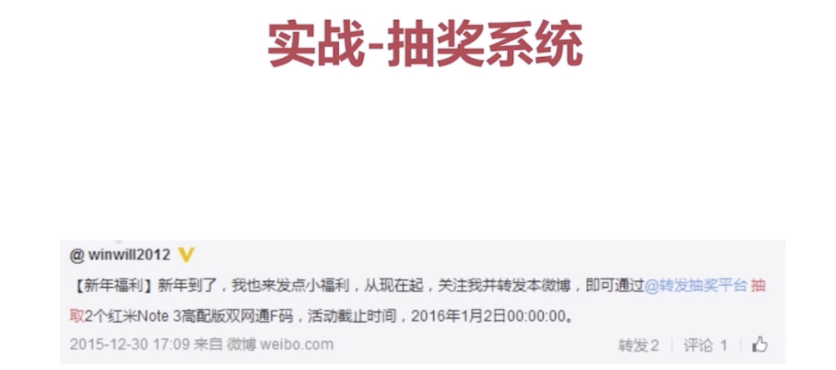 实战-抽奖系统
@winwill2012
【新年福利】新年到了，我也来发点小福利，从现在起，关注我并转发本微博，即可通过@转发抽奖平台 抽
取2个红米Note 3高配版双网通F码，活动截止时间，2016年1月2日00:00:00。
2015-12-30 17:09 来自 微博 weibo.com 转发2 | 评论 1 |